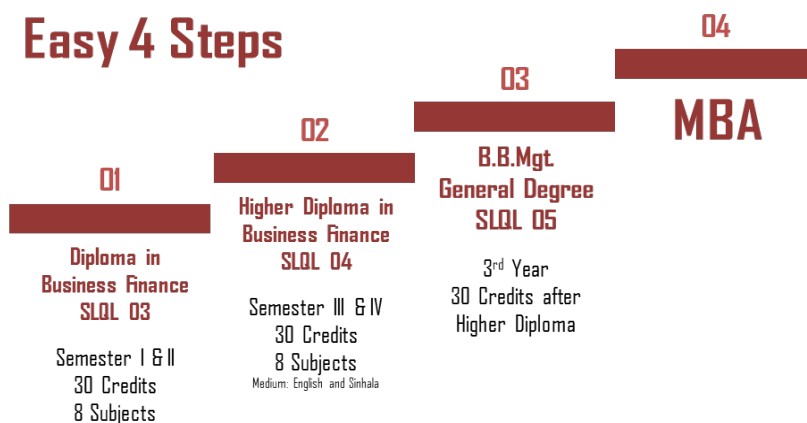 Easy 4 Steps
01
Diploma in
Business Finance
SLQL 03
Semester I & II
30 Credits
8 Subjects
02
Higher Diploma in
Business Finance
SLQL 04
Semester III & IV
30 Credits
8 Subjects
Medium: English and Sinhala
03
B.B.Mgt.
General Degree
SLQL 05
3rd Year
30 Credits after
Higher Diploma
04
MBA